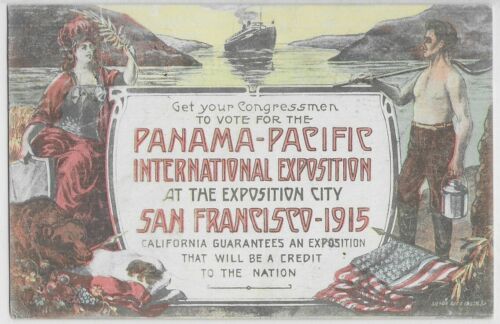 Get your Congressmen
TO VOTE FOR THE
PANAMA-PACIFIC
INTERNATIONAL EXPOSITION
AT THE EXPOSITION CITY
SAN FRANCISCO-1915
CALIFORNIA GUARANTEES AN EXPOSITION
THAT WILL BE A CREDIT
TO THE NATION